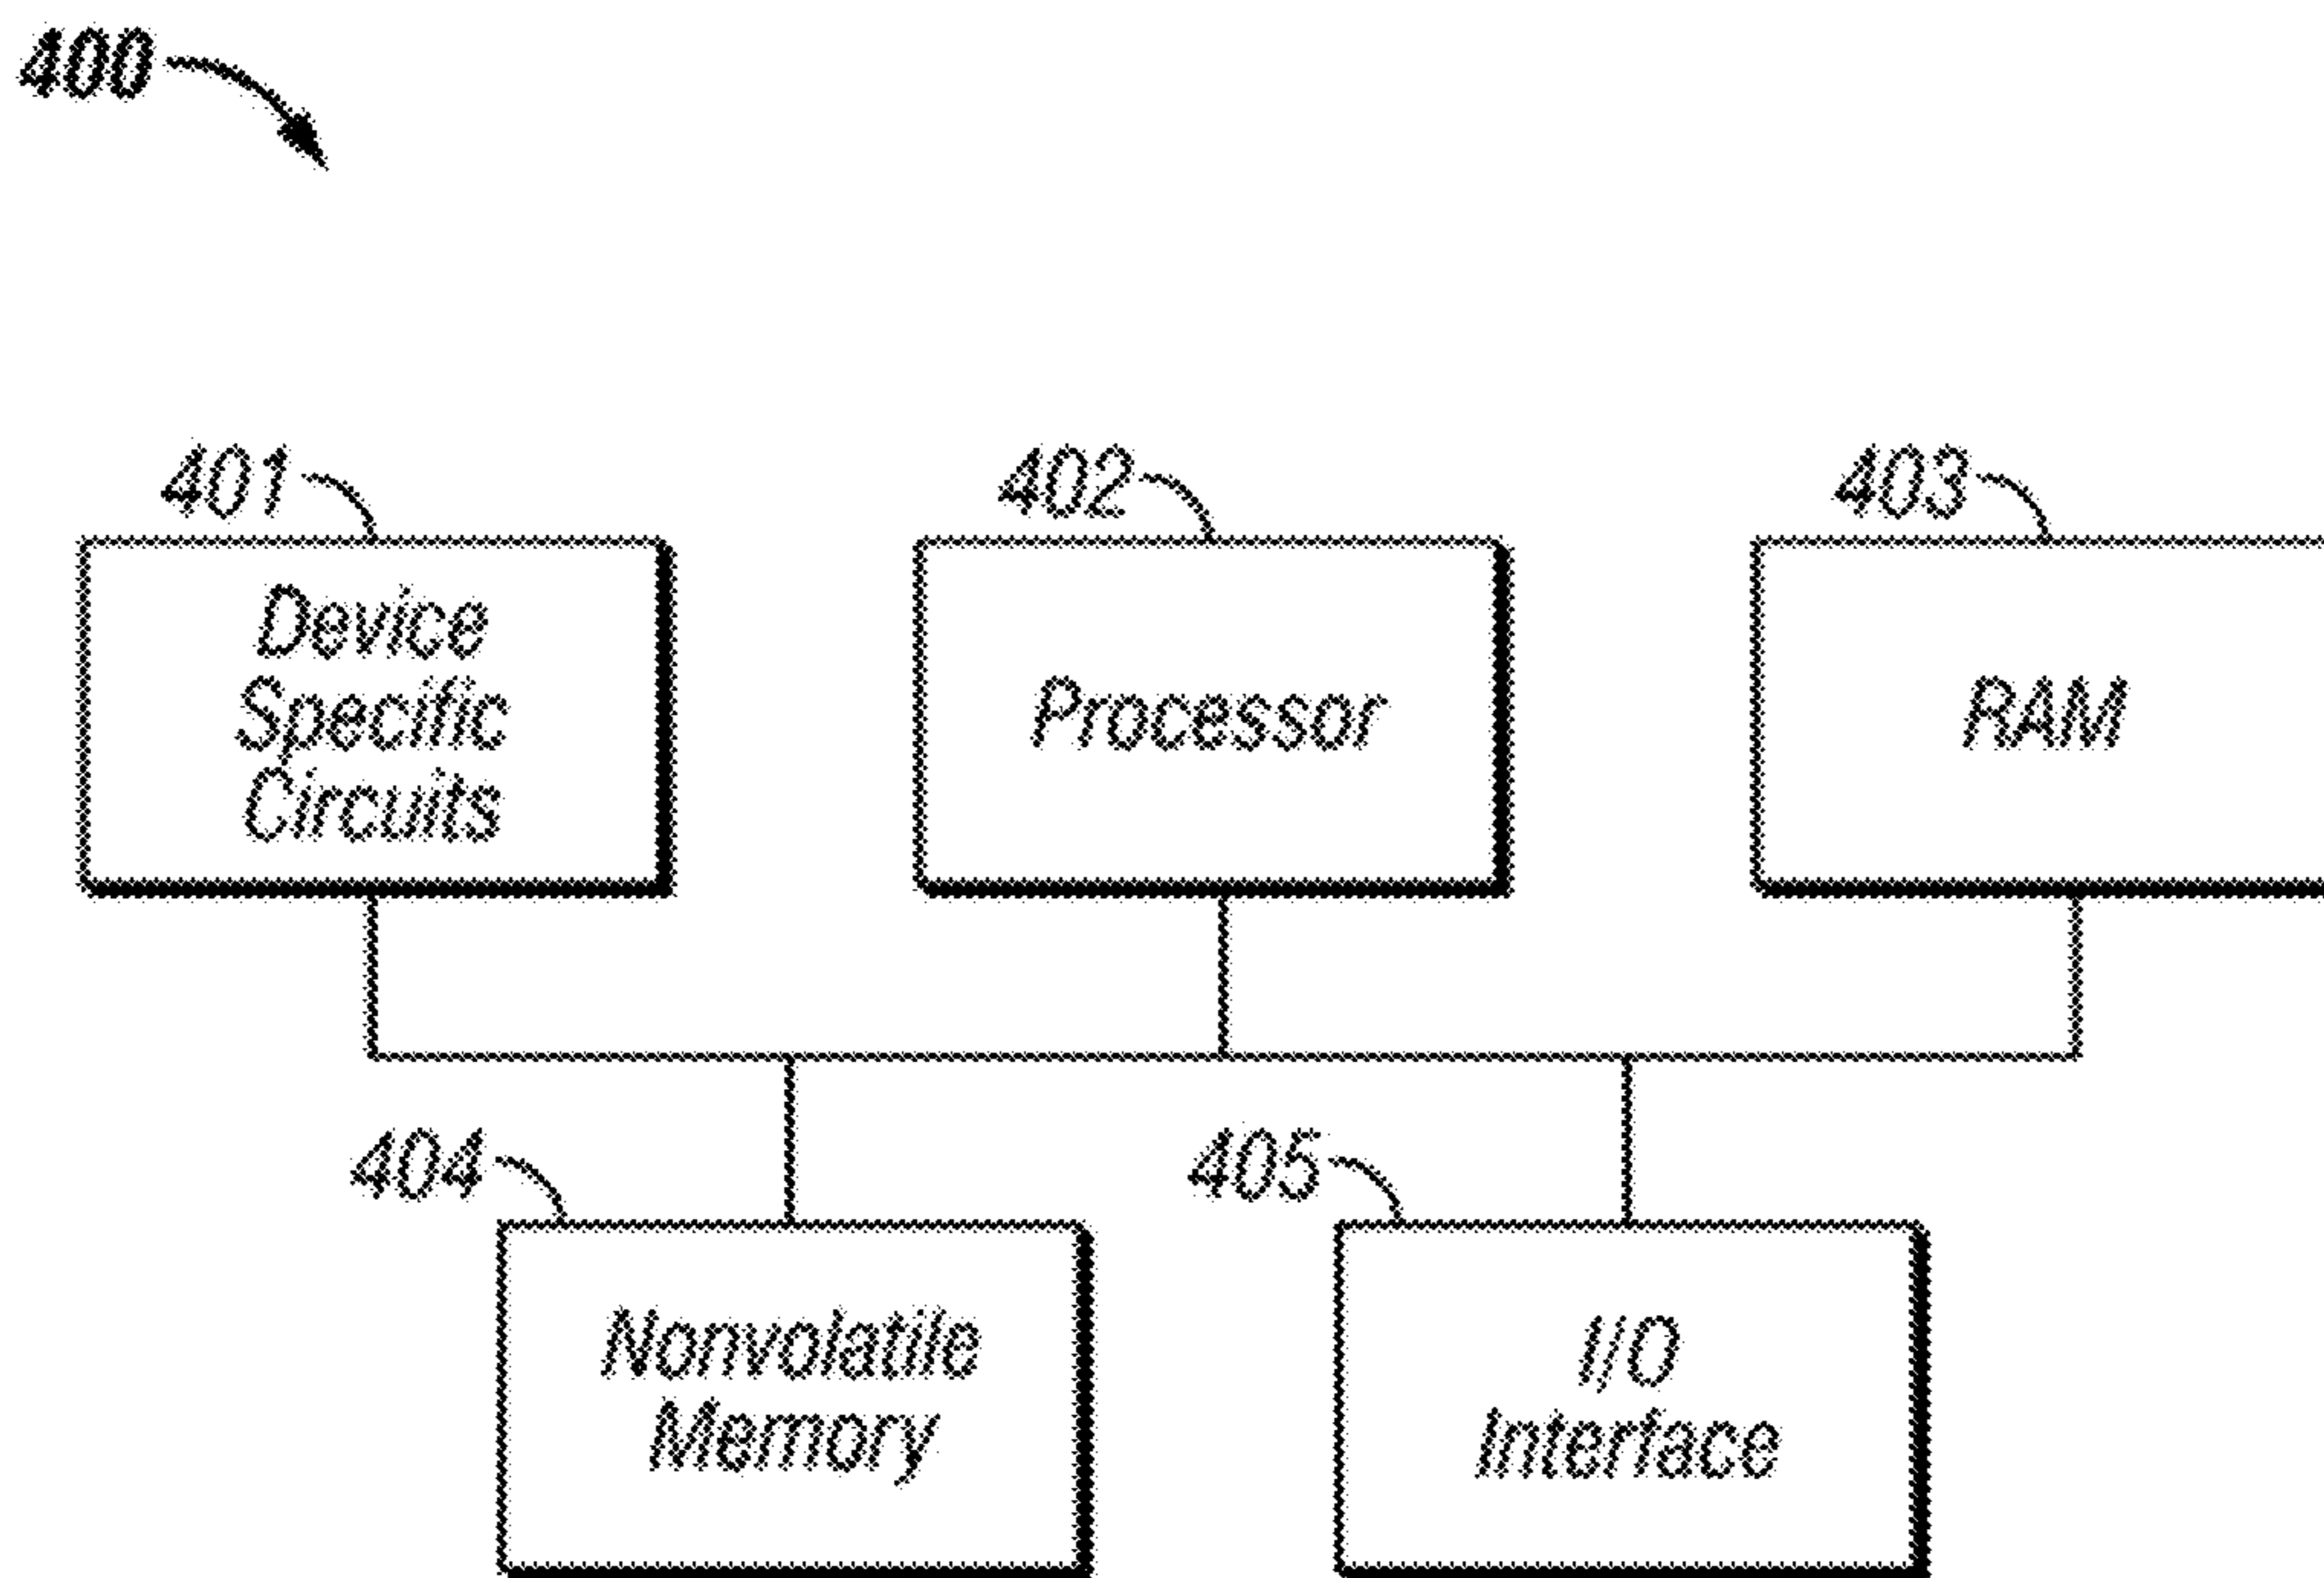 400
401
402
403
Device
Specific
Circuits
Processor
RAM
404
405
Nonvolatile
Memory
I/O
Interface